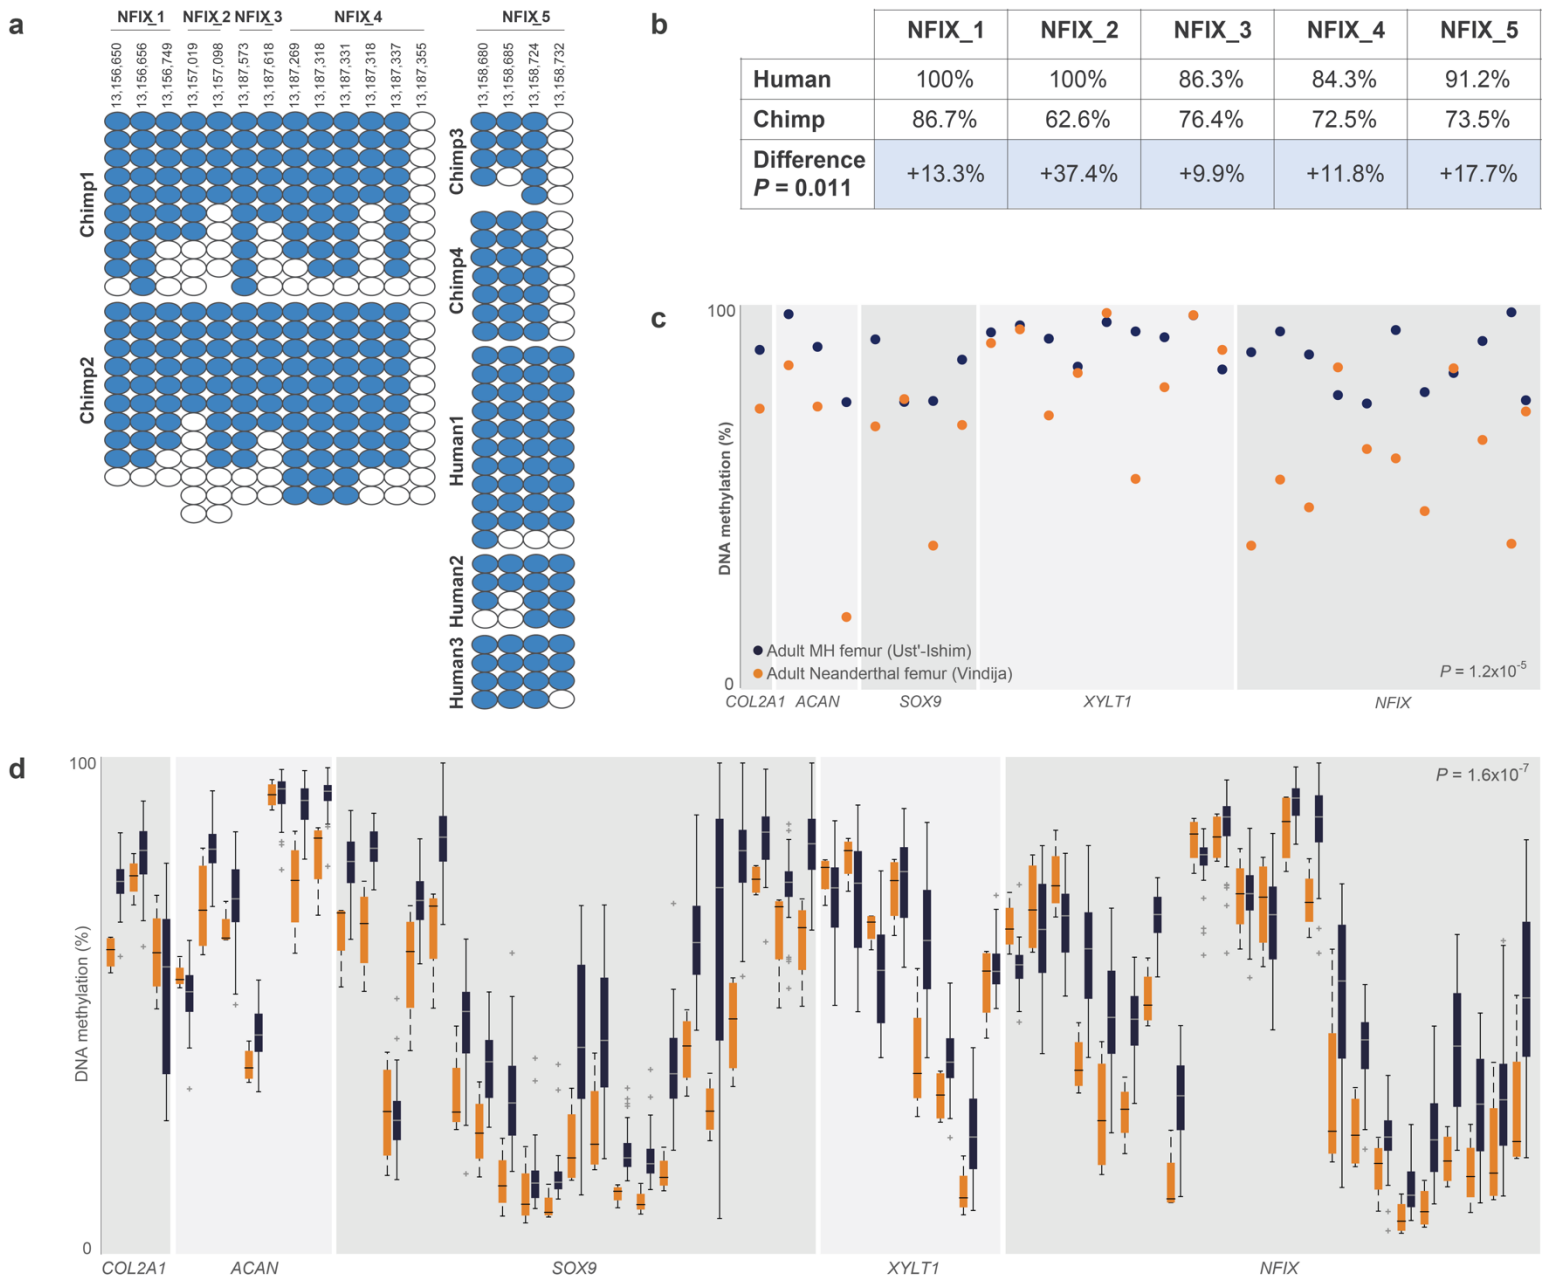 a
NFIX_1 NFIX_2 NFIX_3 NFIX_4 NFIX_5
13,156,650
13,156,656
13,156,749
13,157,019
13,157,098
13,187,573
13,187,618
13,187,269
13,187,318
13,187,331
13,187,318
13,187,337
13,187,355
13,158,680
13,158,685
13,158,724
13,158,732
Chimp1
Chimp2
Chimp3
Chimp4
Human1
Human2
Human3
b
NFIX_1 NFIX_2 NFIX_3 NFIX_4 NFIX_5
Human 100% 100% 86.3% 84.3% 91.2%
Chimp 86.7% 62.6% 76.4% 72.5% 73.5%
Difference
P = 0.011 +13.3% +37.4% +9.9% +11.8% +17.7%
c
100
DNA methylation (%)
0
Adult MH femur (Ust'-Ishim)
Adult Neanderthal femur (Vindija)
P = 1.2x10-5
COL2A1 ACAN SOX9 XYLT1 NFIX
d
100
DNA methylation (%)
0
P = 1.6x10-7
COL2A1 ACAN SOX9 XYLT1 NFIX